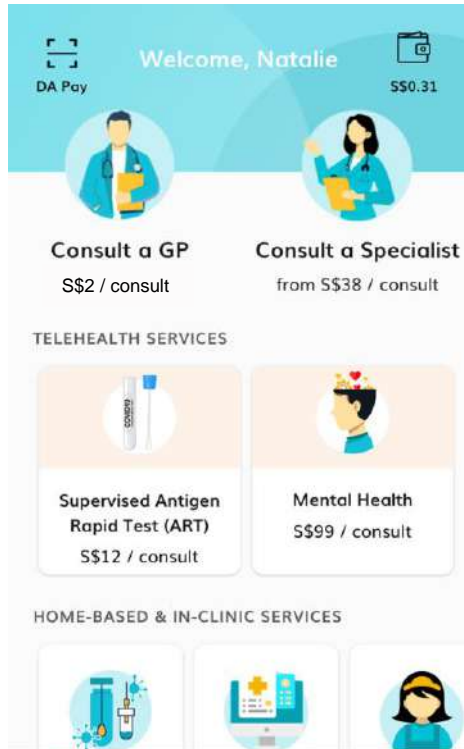 Welcome, Natalie
DA Pay
S$0.31
Consult a GP
Consult a Specialist
S$2 / consult
from S$38 / consult
TELEHEALTH SERVICES
COVID19
Supervised Antigen
Rapid Test (ART)
S$12 / consult
Mental Health
S$99 / consult
HOME-BASED & IN-CLINIC SERVICES